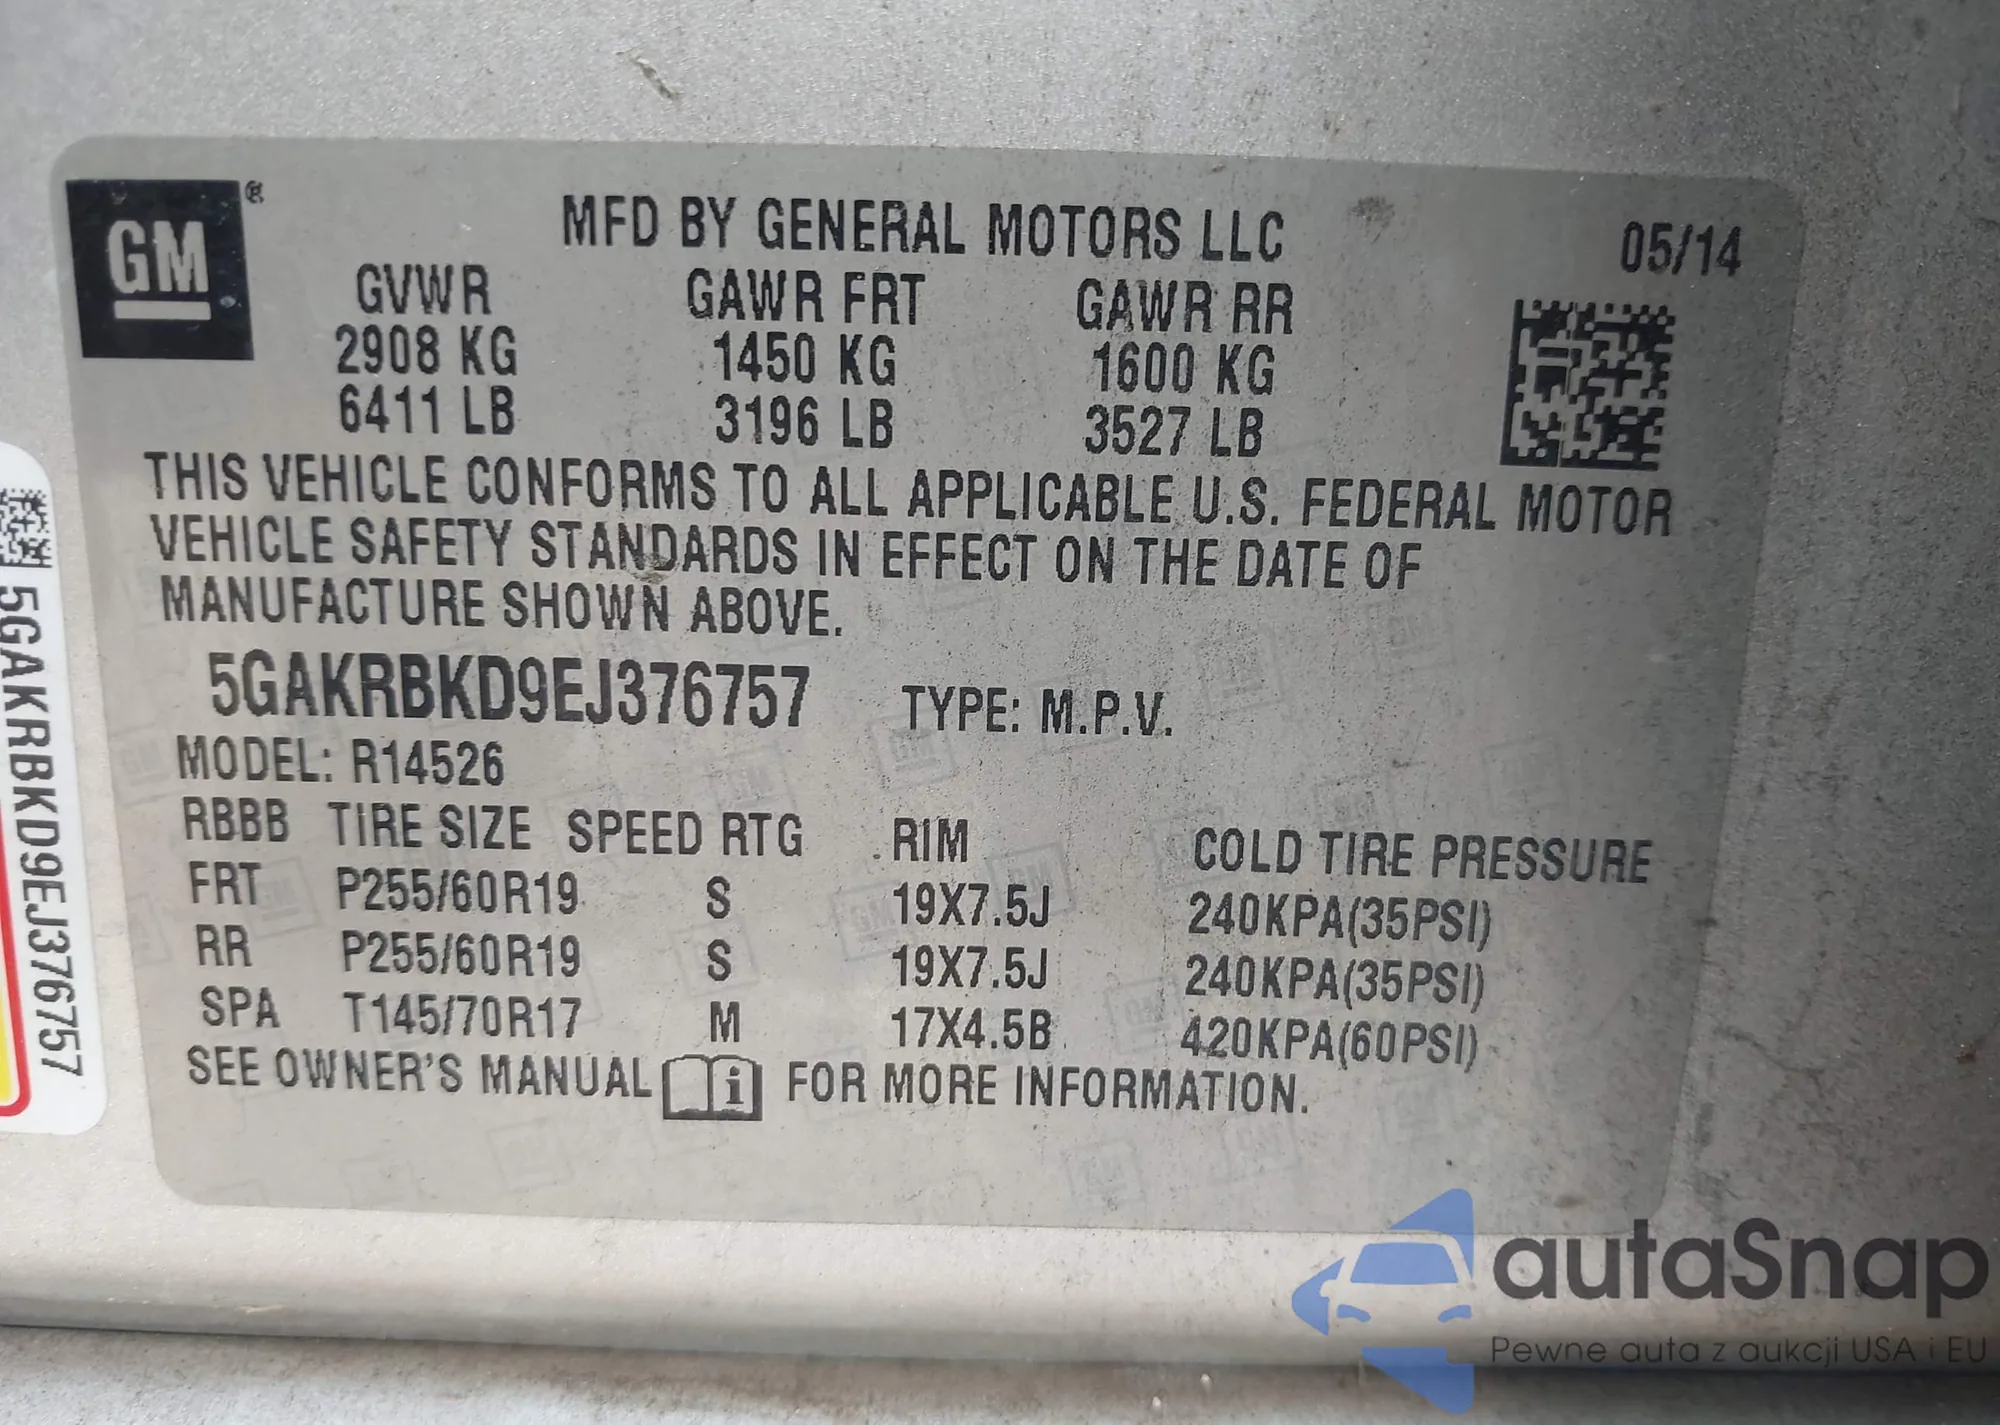 GM®
MFD BY GENERAL MOTORS LLC
05/14
GVWR GAWR FRT GAWR RR
2908 KG 1450 KG 1600 KG
6411 LB 3196 LB 3527 LB
THIS VEHICLE CONFORMS TO ALL APPLICABLE U.S. FEDERAL MOTOR
VEHICLE SAFETY STANDARDS IN EFFECT ON THE DATE OF
MANUFACTURE SHOWN ABOVE.
5GAKRBKD9EJ376757 TYPE: M.P.V.
MODEL: R14526
RBBB TIRE SIZE SPEED RTG RIM COLD TIRE PRESSURE
FRT P255/60R19 S 19X7.5J 240KPA(35PSI)
RR P255/60R19 S 19X7.5J 240KPA(35PSI)
SPA T145/70R17 M 17X4.5B 420KPA(60PSI)
SEE OWNER'S MANUAL i FOR MORE INFORMATION.
5GAKRBKD9EJ376757
autaSnap
Pewne auta z aukcji USA i EU